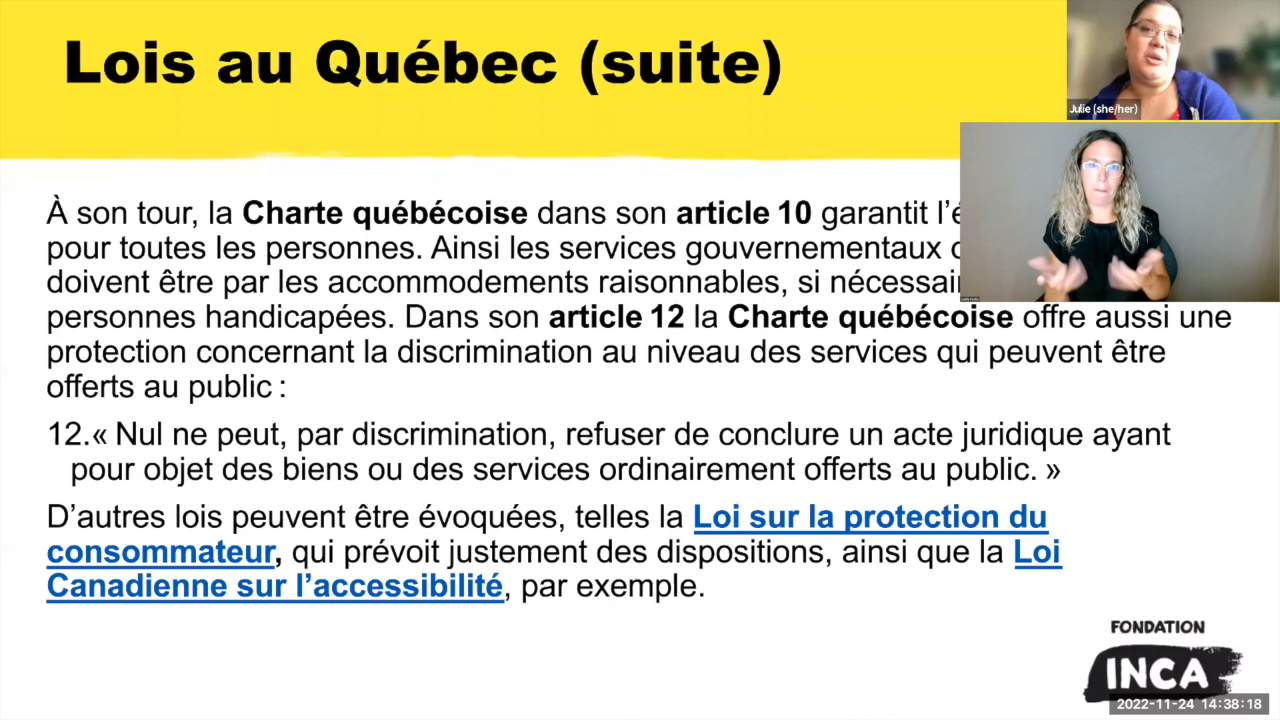 Lois au Québec (suite)
Julie (she/her)
À son tour, la Charte québécoise dans son article 10 garantit
pour toutes les personnes. Ainsi les services gouvernementaux
doivent être par les accommodements raisonnables, si
personnes handicapées. Dans son article 12 la Charte québécoise offre aussi une
protection concernant la discrimination au niveau des services qui peuvent être
offerts au public :
12.« Nul ne peut, par discrimination, refuser de conclure un acte juridique ayant
pour objet des biens ou des services ordinairement offerts au public. »
D’autres lois peuvent être évoquées, telles la Loi sur la protection du
consommateur, qui prévoit justement des dispositions, ainsi que la Loi
Canadienne sur l’accessibilité, par exemple.
FONDATION
INCA
2022-11-24 14:38:18